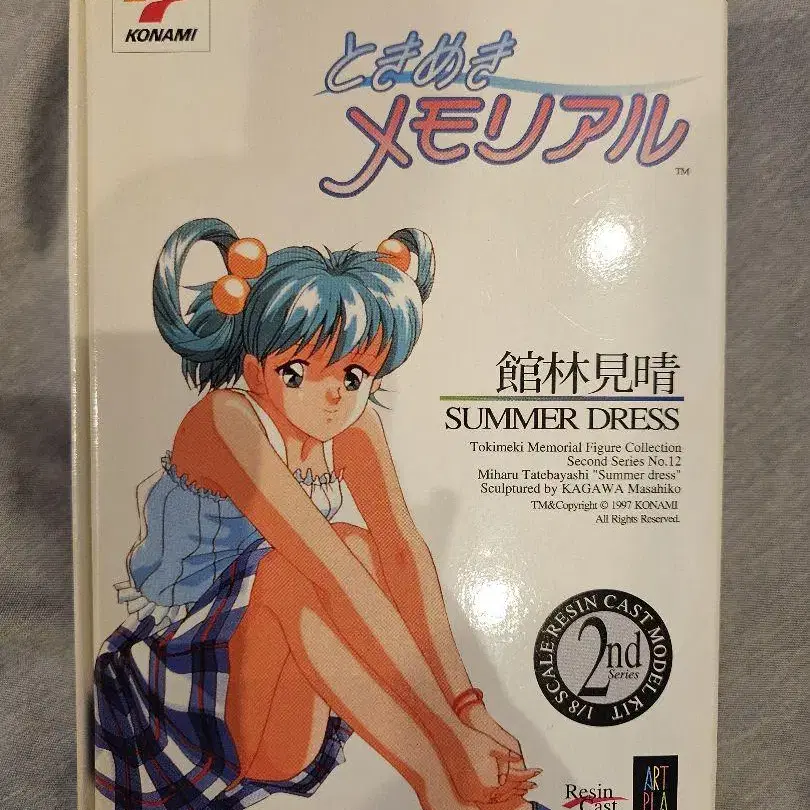 KONAMI
ときめき
メモリアル
TM
館林見晴
SUMMER DRESS
Tokimeki Memorial Figure Collection
Second Series No.12
Miharu Tatebayashi "Summer dress"
Sculptured by KAGAWA Masahiko
TM&Copyright © 1997 KONAMI
All Rights Reserved.
1/8 SCALE RESIN CAST MODEL KIT
2nd
Series
Resin
Cast
ART
PLA